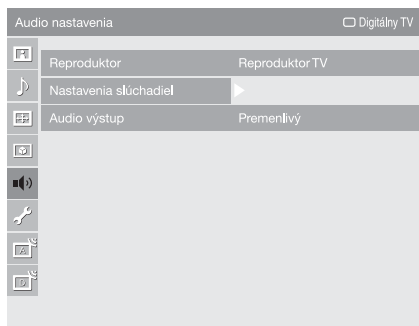 Audio nastavenia Digitálny TV
Reproduktor Reproduktor TV
Nastavenia slúchadiel
Audio výstup Premenlivý
A
D